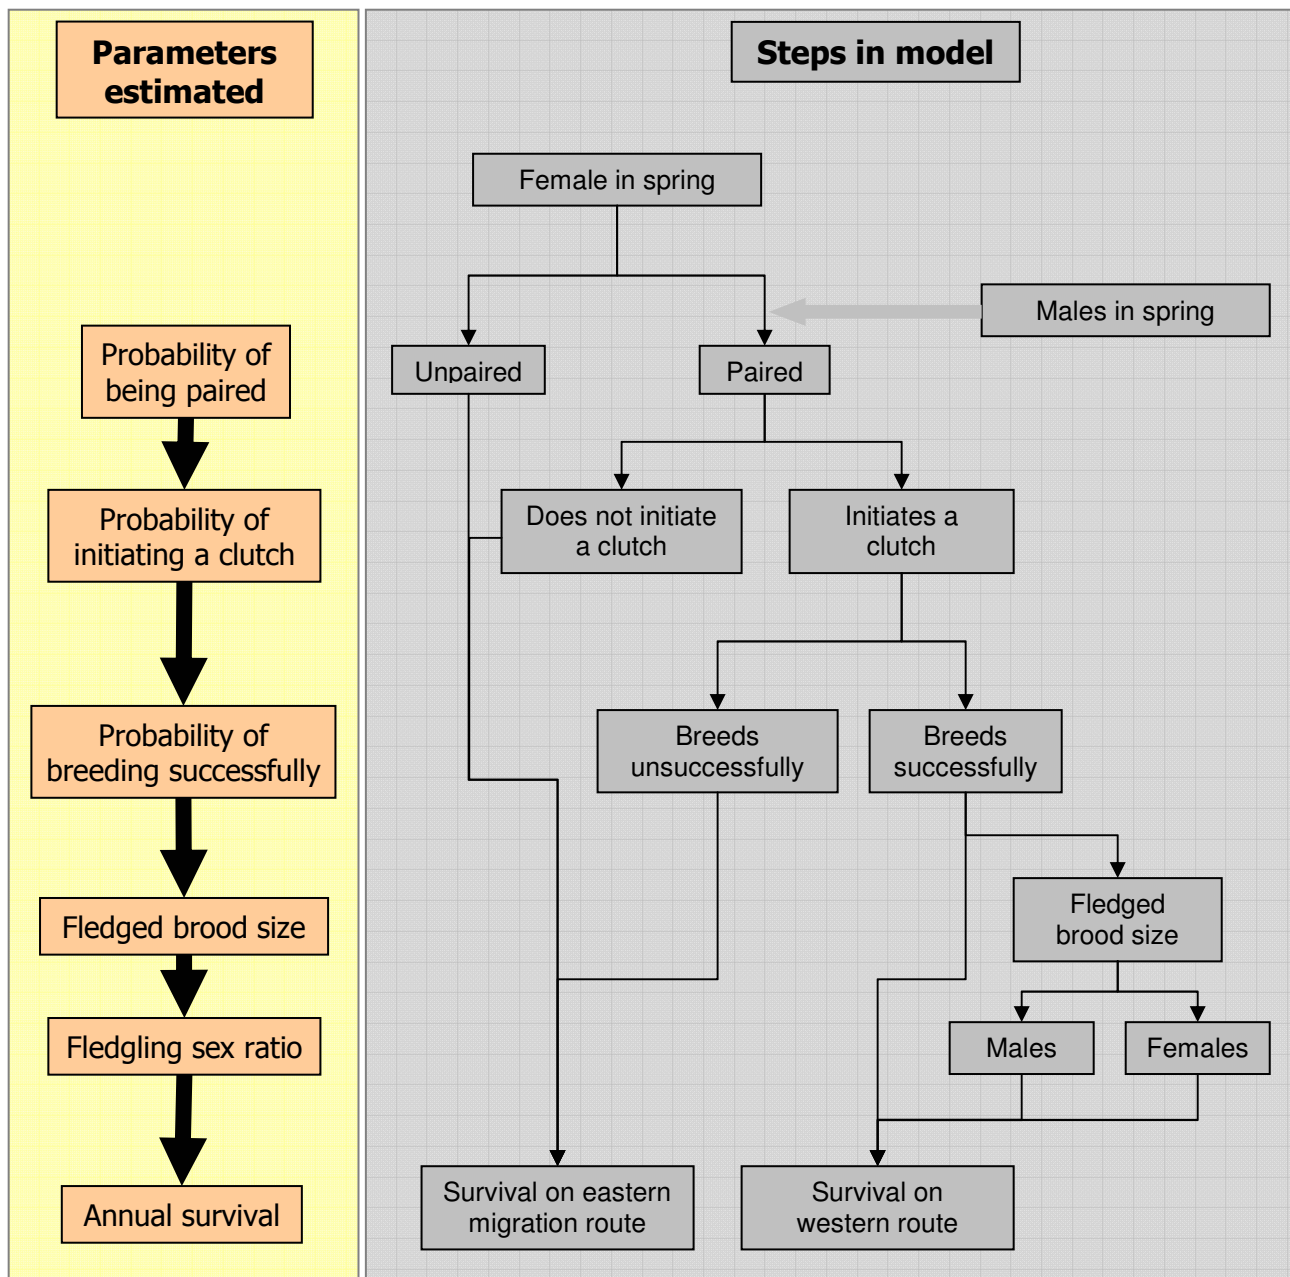 Parameters
estimated
Probability of
being paired
Probability of
initiating a clutch
Probability of
breeding successfully
Fledged brood size
Fledgling sex ratio
Annual survival
Steps in model
Female in spring
Males in spring
Unpaired
Paired
Does not initiate
a clutch
Initiates a
clutch
Breeds
unsuccessfully
Breeds
successfully
Fledged
brood size
Males
Females
Survival on eastern
migration route
Survival on
western route